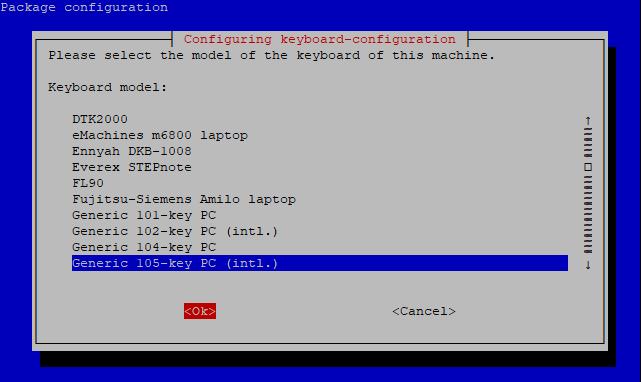 Package configuration
Configuring keyboard-configuration
Please select the model of the keyboard of this machine.
Keyboard model:
DTK2000
eMachines m6800 laptop
Ennyah DKB-1008
Everex STEPnote
FL90
Fujitsu-Siemens Amilo laptop
Generic 101-key PC
Generic 102-key PC (intl.)
Generic 104-key PC
Generic 105-key PC (intl.)
<Ok> <Cancel>